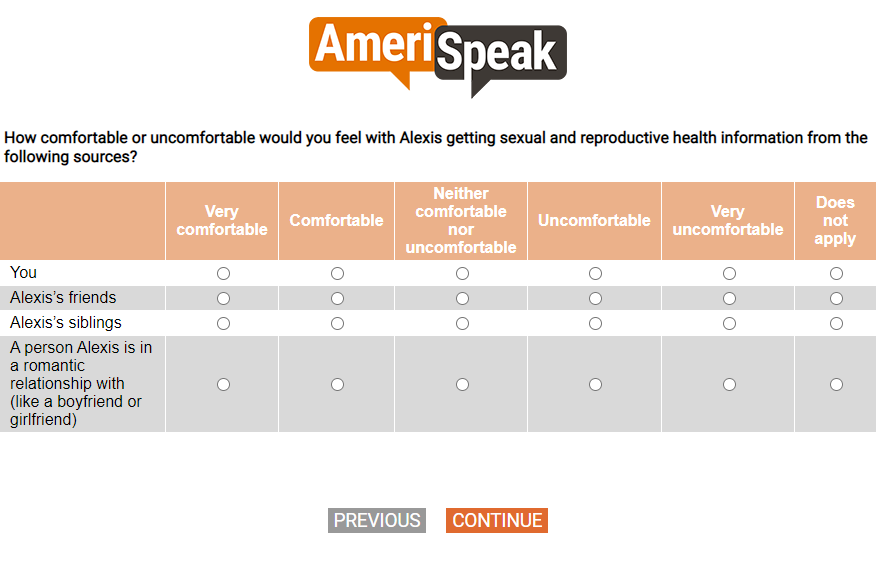 Ameri
Speak
How comfortable or uncomfortable would you feel with Alexis getting sexual and reproductive health information from the
following sources?
Very
comfortable
Comfortable
Neither
comfortable
nor
uncomfortable
Uncomfortable
Very
uncomfortable
Does
not
apply
You
Alexis's friends
Alexis's siblings
A person Alexis is in
a romantic
relationship with
(like a boyfriend or
girlfriend)
PREVIOUS
CONTINUE